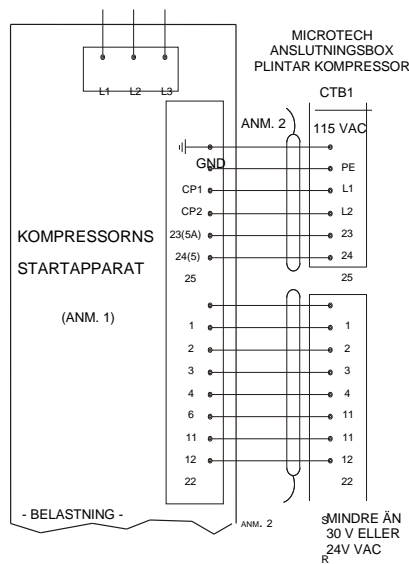 MICROTECH
ANSLUTNINGSBOX
PLINTAR KOMPRESSOR
L1 L2 L3
CTB1
ANM. 2
115 VAC
GND
PE
CP1
L1
CP2
L2
KOMPRESSORNS
STARTAPPARAT
(ANM. 1)
23(5A)
23
24(5)
24
25
25
1
1
2
2
3
3
4
4
6
11
11
11
12
12
22
22
- BELASTNING -
ANM. 2
S
MINDRE ÄN
30 V ELLER
24V VAC
R